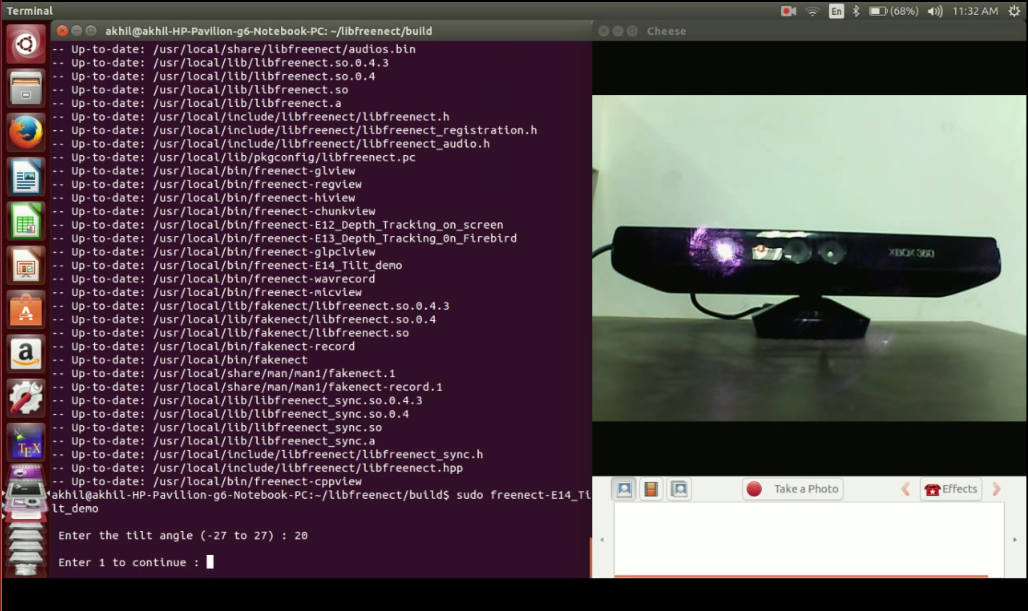 Terminal
En
(68%)
11:32 AM
akhil@akhil-HP-Pavilion-g6-Notebook-PC: ~/libfreenect/build
-- Up-to-date: /usr/local/share/libfreenect/audios.bin
-- Up-to-date: /usr/local/lib/libfreenect.so.0.4.3
-- Up-to-date: /usr/local/lib/libfreenect.so.0.4
-- Up-to-date: /usr/local/lib/libfreenect.so
-- Up-to-date: /usr/local/lib/libfreenect.a
-- Up-to-date: /usr/local/include/libfreenect/libfreenect.h
-- Up-to-date: /usr/local/include/libfreenect/libfreenect_registration.h
-- Up-to-date: /usr/local/include/libfreenect/libfreenect_audio.h
-- Up-to-date: /usr/local/lib/pkgconfig/libfreenect.pc
-- Up-to-date: /usr/local/bin/freenect-glview
-- Up-to-date: /usr/local/bin/freenect-regview
-- Up-to-date: /usr/local/bin/freenect-hiview
-- Up-to-date: /usr/local/bin/freenect-chunkview
-- Up-to-date: /usr/local/bin/freenect-E12_Depth_Tracking_on_screen
-- Up-to-date: /usr/local/bin/freenect-E13_Depth_Tracking_0n_Firebird
-- Up-to-date: /usr/local/bin/freenect-glpclview
-- Up-to-date: /usr/local/bin/freenect-E14_Tilt_demo
-- Up-to-date: /usr/local/bin/freenect-wavrecord
-- Up-to-date: /usr/local/bin/freenect-micview
-- Up-to-date: /usr/local/lib/fakenect/libfreenect.so.0.4.3
-- Up-to-date: /usr/local/lib/fakenect/libfreenect.so.0.4
-- Up-to-date: /usr/local/lib/fakenect/libfreenect.so
-- Up-to-date: /usr/local/bin/freenect-record
-- Up-to-date: /usr/local/bin/fakenect
-- Up-to-date: /usr/local/share/man/man1/fakenect.1
-- Up-to-date: /usr/local/share/man/man1/fakenect-record.1
-- Up-to-date: /usr/local/lib/libfreenect_sync.so.0.4.3
-- Up-to-date: /usr/local/lib/libfreenect_sync.so.0.4
-- Up-to-date: /usr/local/lib/libfreenect_sync.so
-- Up-to-date: /usr/local/lib/libfreenect_sync.a
-- Up-to-date: /usr/local/include/libfreenect/libfreenect_sync.h
-- Up-to-date: /usr/local/include/libfreenect/libfreenect.hpp
-- Up-to-date: /usr/local/bin/freenect-cppview
akhil@akhil-HP-Pavilion-g6-Notebook-PC:~/libfreenect/build$ sudo freenect-E14_Ti
lt_demo
Enter the tilt angle (-27 to 27) : 20
Enter 1 to continue :
Cheese
XBOX 360
Take a Photo
Effects
a
TEX